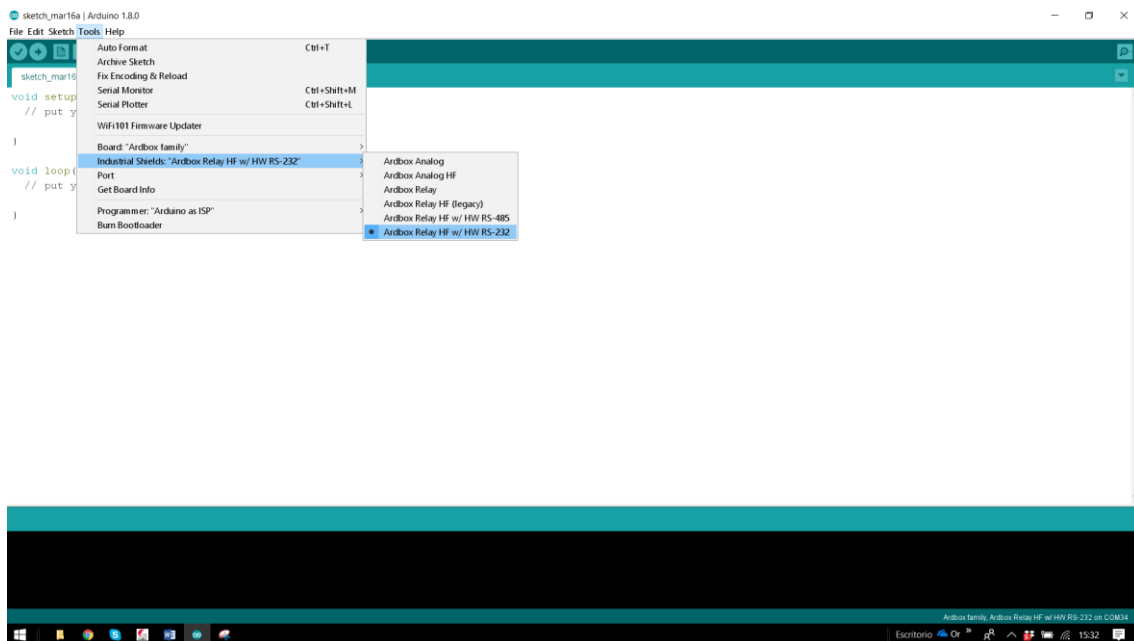 sketch_mar16a | Arduino 1.8.0
File Edit Sketch Tools Help
sketch_mar16
void setup
// put y
}
void loop(
// put y
}
Auto Format Ctrl+T
Archive Sketch
Fix Encoding & Reload
Serial Monitor Ctrl+Shift+M
Serial Plotter Ctrl+Shift+L
WiFi101 Firmware Updater
Board: "Ardbox family"
Industrial Shields: "Ardbox Relay HF w/ HW RS-232"
Port
Get Board Info
Programmer: "Arduino as ISP"
Burn Bootloader
Ardbox Analog
Ardbox Analog HF
Ardbox Relay
Ardbox Relay HF (legacy)
Ardbox Relay HF w/ HW RS-485
Ardbox Relay HF w/ HW RS-232
Ardbox family, Ardbox Relay HF w/ HW RS-232 on COM34
Escritorio Or » 15:32